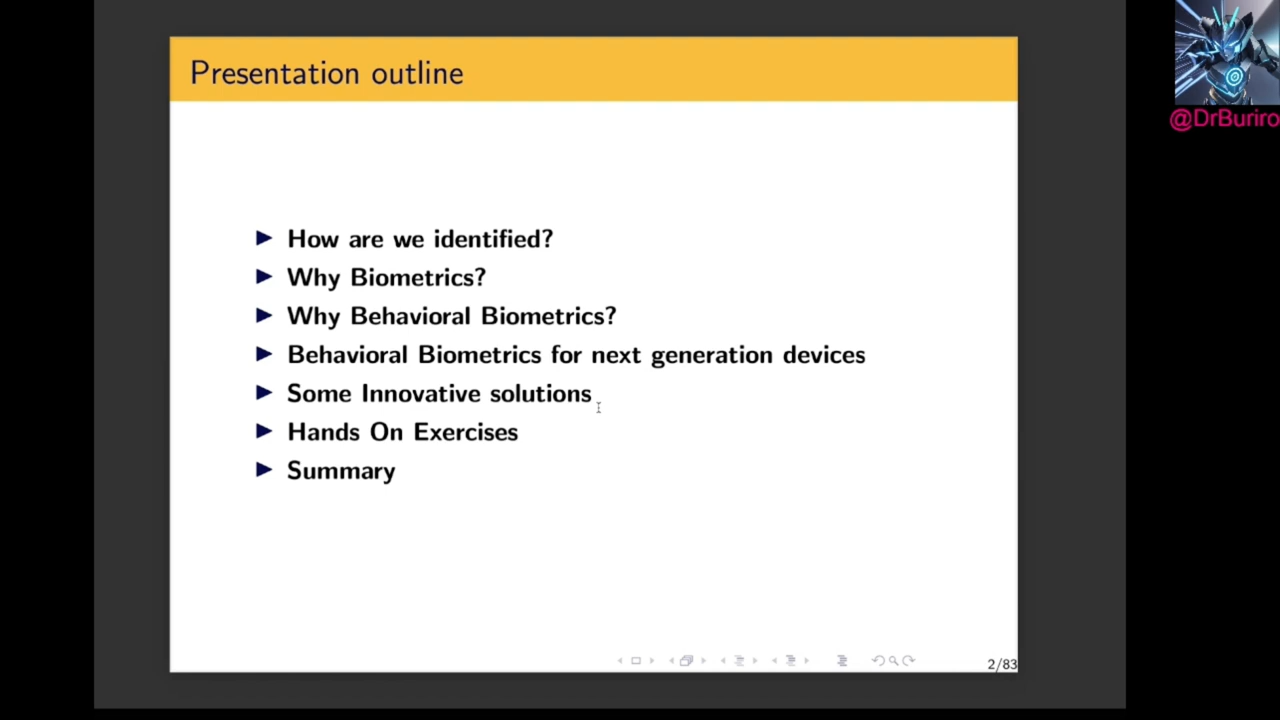 Presentation outline
@DrBuriro
How are we identified?
Why Biometrics?
Why Behavioral Biometrics?
Behavioral Biometrics for next generation devices
Some Innovative solutions
Hands On Exercises
Summary
2/83